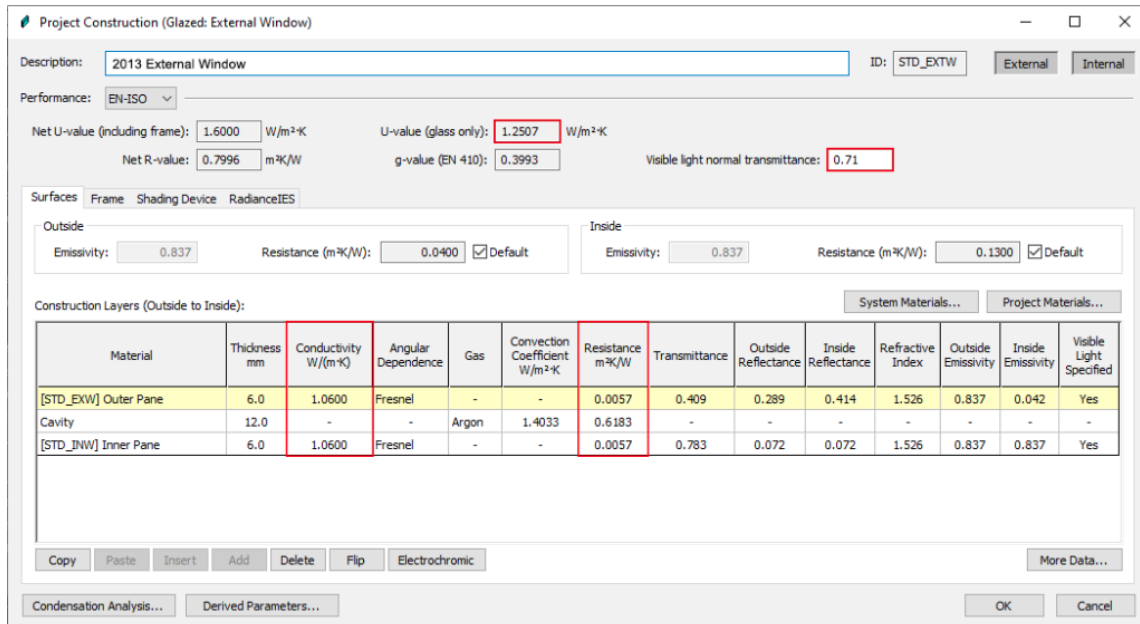 Project Construction (Glazed: External Window)
Description: 2013 External Window ID: STD_EXTW External Internal
Performance: EN-ISO
Net U-value (including frame): 1.6000 W/m²·K U-value (glass only): 1.2507 W/m²·K
Net R-value: 0.7996 m²K/W g-value (EN 410): 0.3993 Visible light normal transmittance: 0.71
Surfaces Frame Shading Device RadianceIES
Outside Inside
Emissivity: 0.837 Resistance (m²K/W): 0.0400 Default Emissivity: 0.837 Resistance (m²K/W): 0.1300 Default
Construction Layers (Outside to Inside): System Materials... Project Materials...
Material Thickness mm Conductivity W/(m·K) Angular Dependence Gas Convection Coefficient W/m²·K Resistance m²K/W Transmittance Outside Reflectance Inside Reflectance Refractive Index Outside Emissivity Inside Emissivity Visible Light Specified
[STD_EXW] Outer Pane 6.0 1.0600 Fresnel - - 0.0057 0.409 0.289 0.414 1.526 0.837 0.042 Yes
Cavity 12.0 - - Argon 1.4033 0.6183 - - - - - - -
[STD_INW] Inner Pane 6.0 1.0600 Fresnel - - 0.0057 0.783 0.072 0.072 1.526 0.837 0.837 Yes
Copy Paste Insert Add Delete Flip Electrochromic More Data...
Condensation Analysis... Derived Parameters... OK Cancel